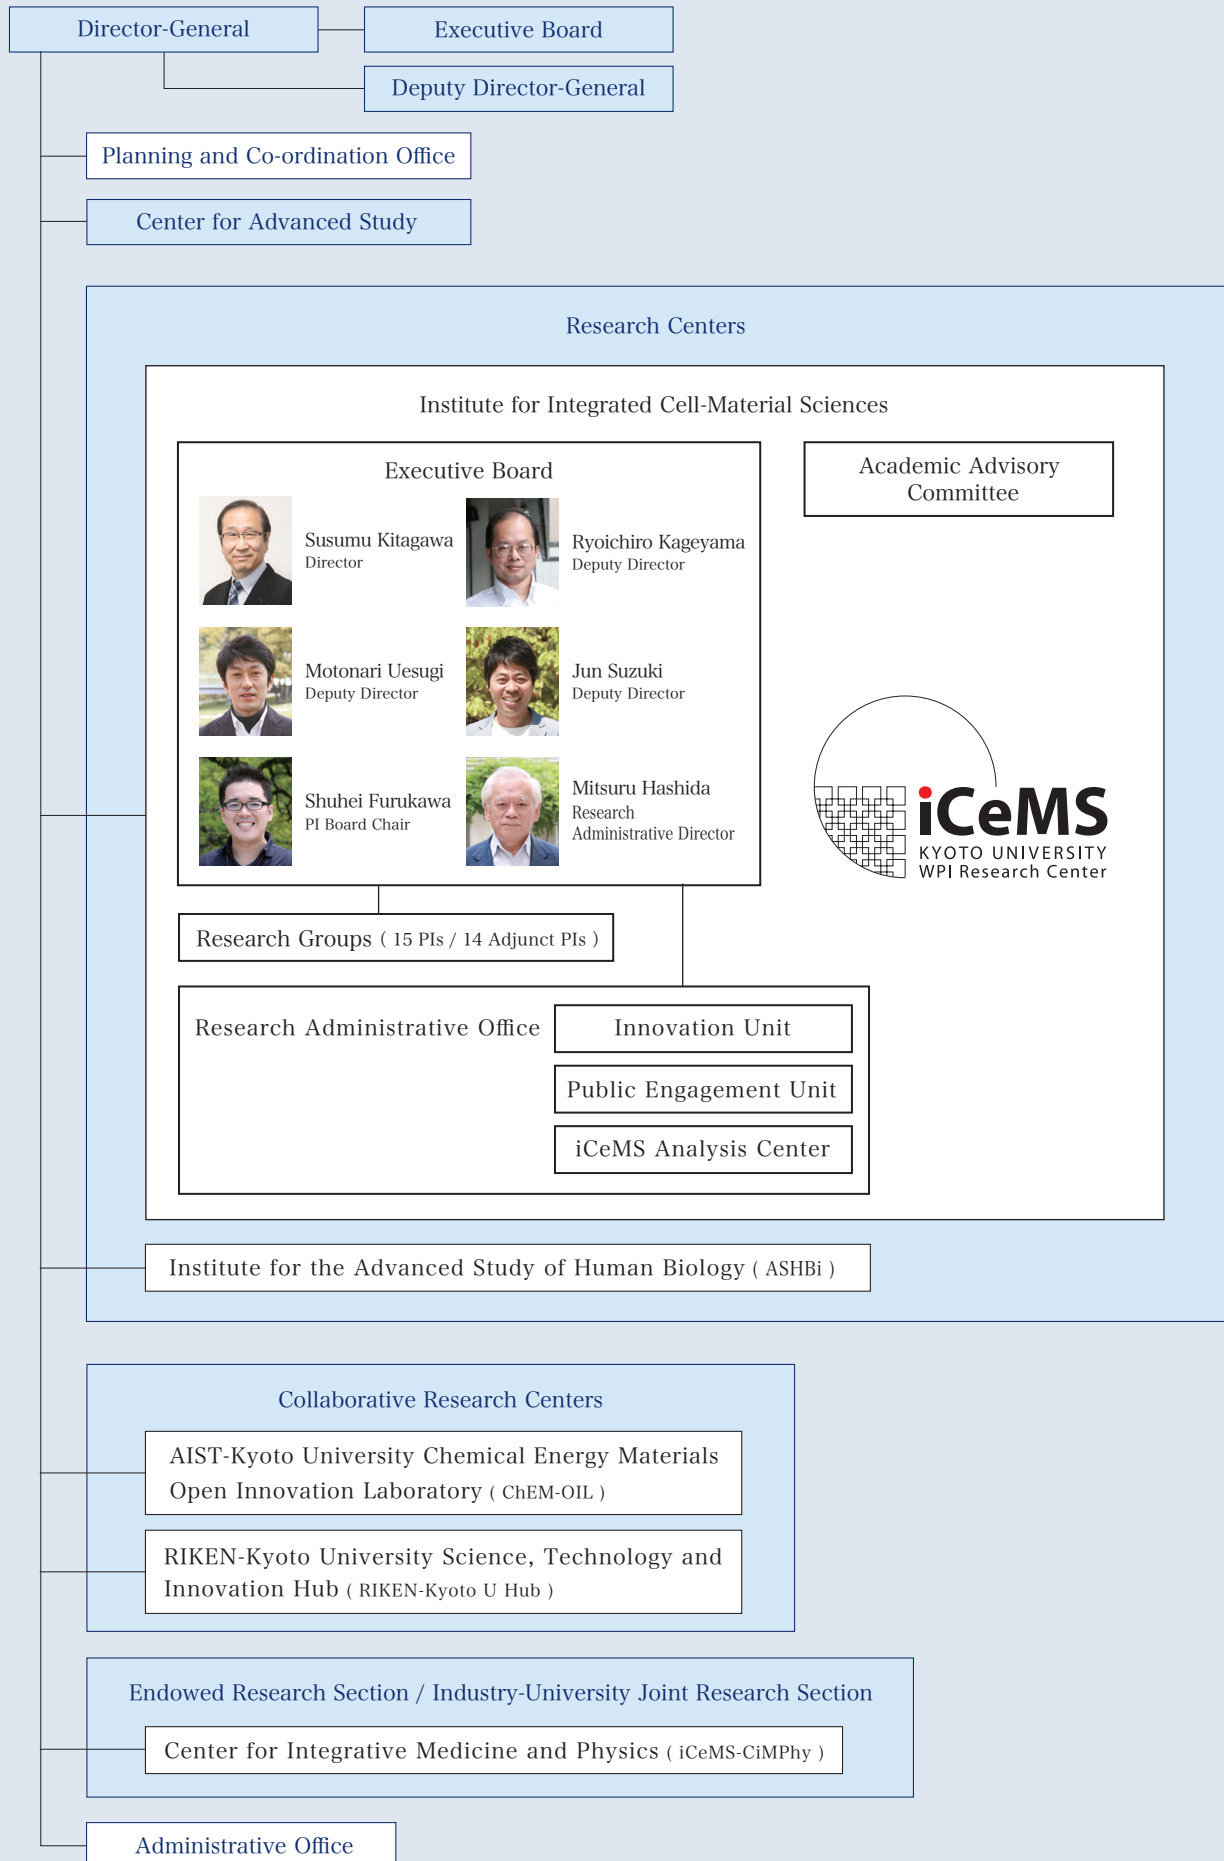 Director-General
Executive Board
Deputy Director-General
Planning and Co-ordination Office
Center for Advanced Study
Research Centers
Institute for Integrated Cell-Material Sciences
Executive Board
Academic Advisory
Committee
Susumu Kitagawa
Director
Ryoichiro Kageyama
Deputy Director
Motonari Uesugi
Deputy Director
Jun Suzuki
Deputy Director
Shuhei Furukawa
PI Board Chair
Mitsuru Hashida
Research
Administrative Director
iCeMS
KYOTO UNIVERSITY
WPI Research Center
Research Groups ( 15 PIs / 14 Adjunct PIs )
Research Administrative Office
Innovation Unit
Public Engagement Unit
iCeMS Analysis Center
Institute for the Advanced Study of Human Biology ( ASHBi )
Collaborative Research Centers
AIST-Kyoto University Chemical Energy Materials
Open Innovation Laboratory ( ChEM-OIL )
RIKEN-Kyoto University Science, Technology and
Innovation Hub ( RIKEN-Kyoto U Hub )
Endowed Research Section / Industry-University Joint Research Section
Center for Integrative Medicine and Physics ( iCeMS-CiMPhy )
Administrative Office